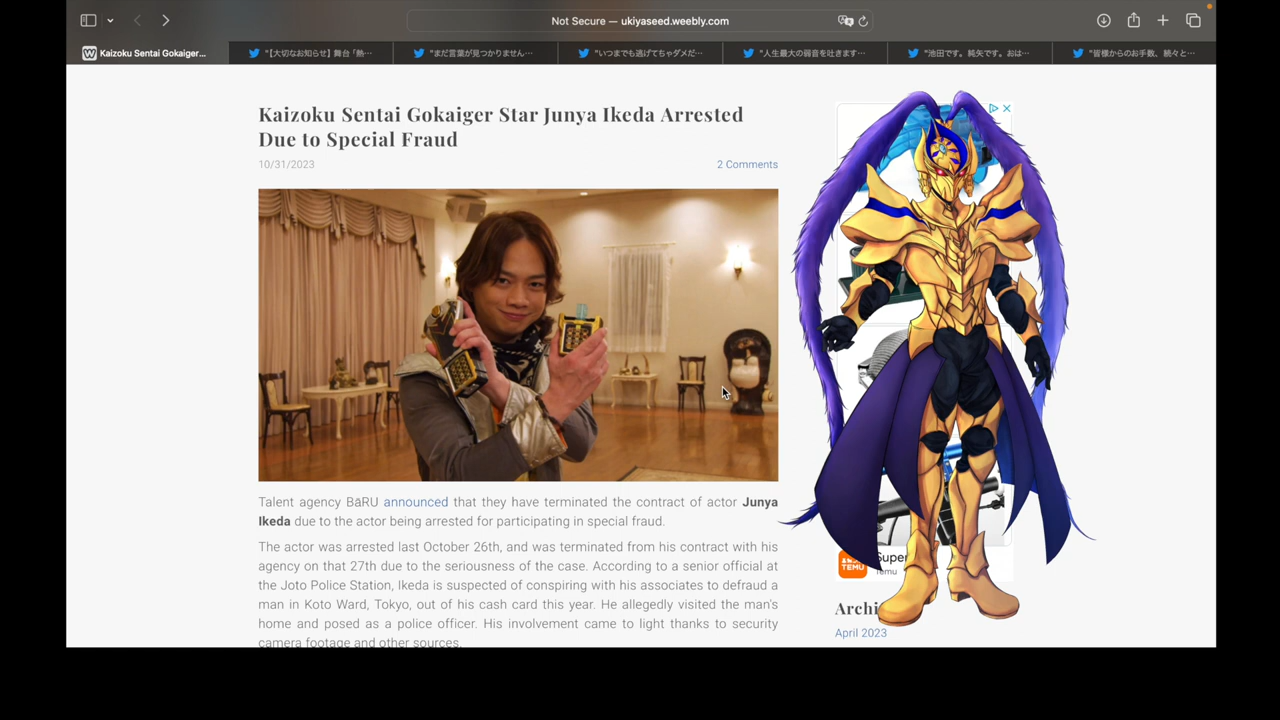 Not Secure — ukiyaseed.weebly.com
Kaizoku Sentai Gokaiger...
"【大切なお知らせ】舞台「熱…
"まだ言葉が見つかりません…
"いつまでも逃げてちゃダメだ…
"人生最大の弱音を吐きます…
"池田です。純矢です。おは…
"皆様からのお手数、続々と…
Kaizoku Sentai Gokaiger Star Junya Ikeda Arrested
Due to Special Fraud
10/31/2023
2 Comments
Talent agency BāRU announced that they have terminated the contract of actor Junya
Ikeda due to the actor being arrested for participating in special fraud.
The actor was arrested last October 26th, and was terminated from his contract with his
agency on that 27th due to the seriousness of the case. According to a senior official at
the Joto Police Station, Ikeda is suspected of conspiring with his associates to defraud a
man in Koto Ward, Tokyo, out of his cash card this year. He allegedly visited the man's
home and posed as a police officer. His involvement came to light thanks to security
camera footage and other sources.
TEMU
Super
Temu
Archi
April 2023